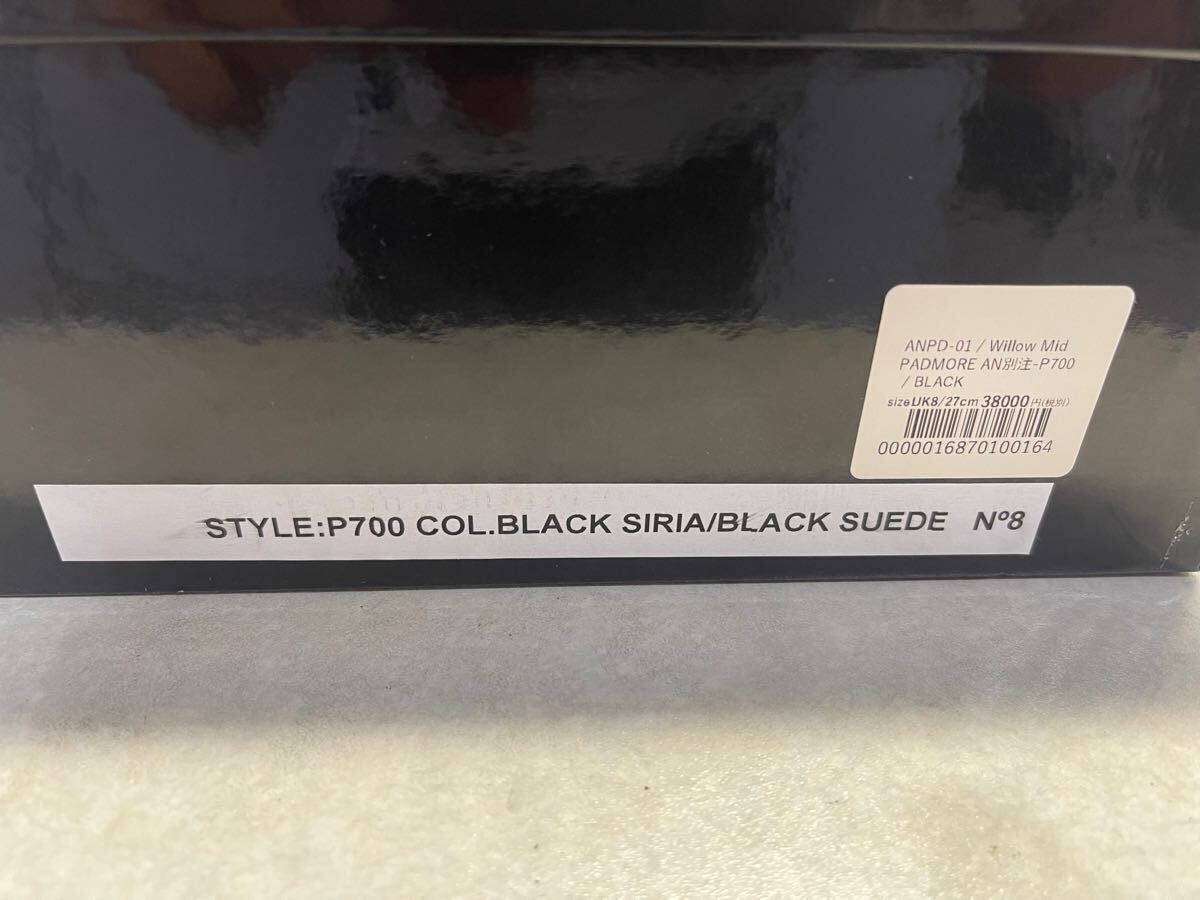 ANPD-01 / Willow Mid
PADMORE AN別注-P700
/ BLACK
sizeUK8/27cm 38000円(税別)
0000016870100164
STYLE:P700 COL.BLACK SIRIA/BLACK SUEDE Nº8